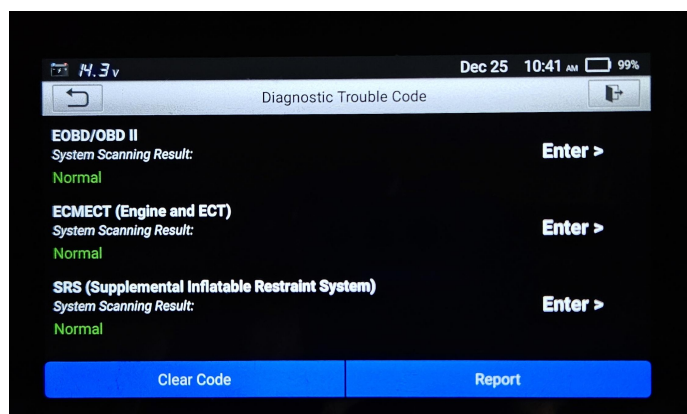 14.3v
Dec 25 10:41 AM 99%
Diagnostic Trouble Code
EOBD/OBD II
System Scanning Result:
Enter >
Normal
ECMECT (Engine and ECT)
System Scanning Result:
Enter >
Normal
SRS (Supplemental Inflatable Restraint System)
System Scanning Result:
Enter >
Normal
Clear Code
Report